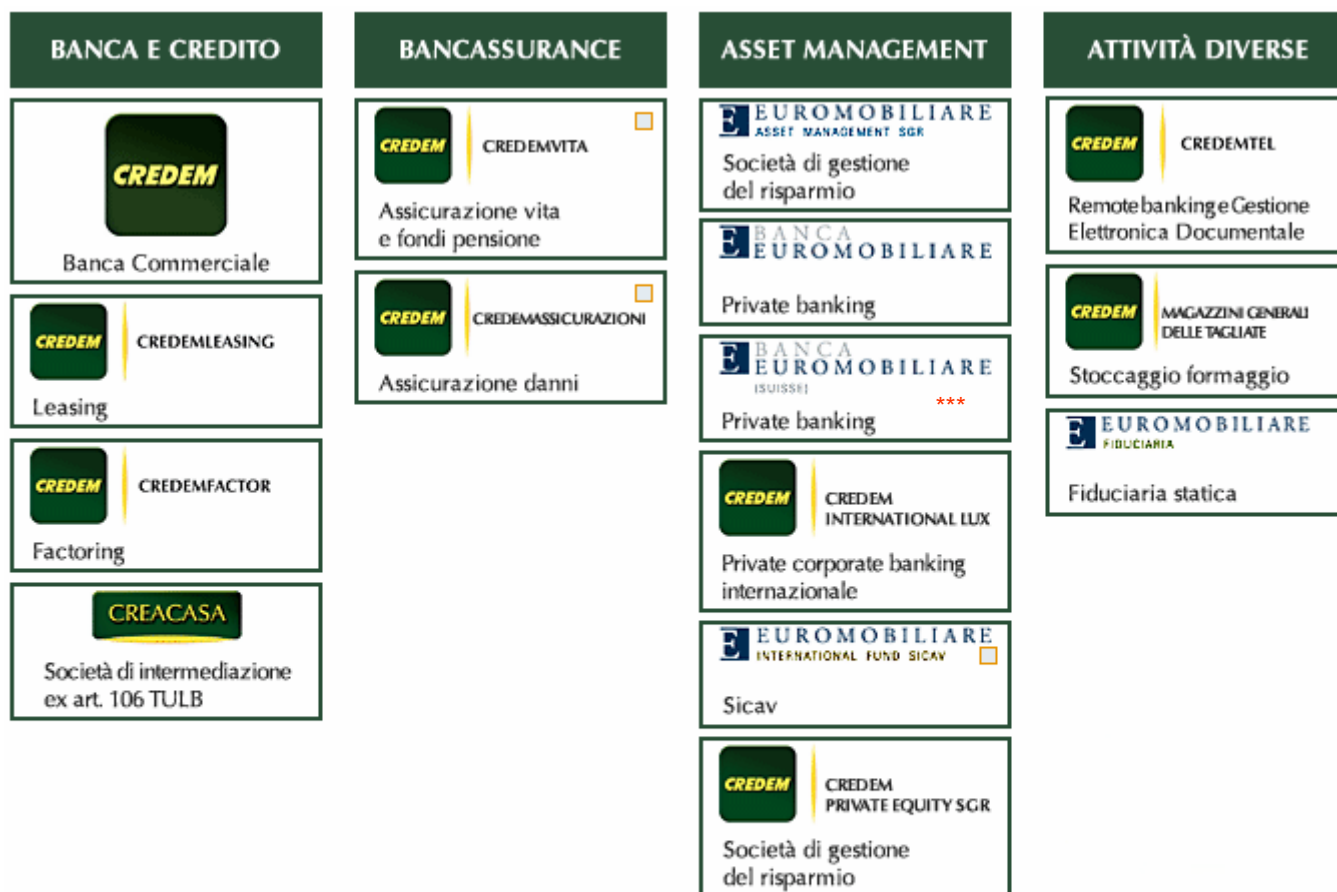 BANCA E CREDITO
CREDEM
Banca Commerciale
CREDEM
CREDEMLEASING
Leasing
CREDEM
CREDEMFACTOR
Factoring
CREACASA
Società di intermediazione
ex art. 106 TULB
BANCASSURANCE
CREDEM
CREDEMVITA
Assicurazione vita
e fondi pensione
CREDEM
CREDEMASSICURAZIONI
Assicurazione danni
ASSET MANAGEMENT
E EUROMOBILIARE
ASSET MANAGEMENT SGR
Società di gestione
del risparmio
E BANCA
EUROMOBILIARE
Private banking
E BANCA
EUROMOBILIARE
(SUISSE)
***
Private banking
CREDEM
CREDEM
INTERNATIONAL LUX
Private corporate banking
internazionale
E EUROMOBILIARE
INTERNATIONAL FUND SICAV
Sicav
CREDEM
CREDEM
PRIVATE EQUITY SGR
Società di gestione
del risparmio
ATTIVITÀ DIVERSE
CREDEM
CREDEMTEL
Remote banking e Gestione
Elettronica Documentale
CREDEM
MAGAZZINI GENERALI
DELLE TAGLIATE
Stoccaggio formaggio
E EUROMOBILIARE
FIDUCIARIA
Fiduciaria statica